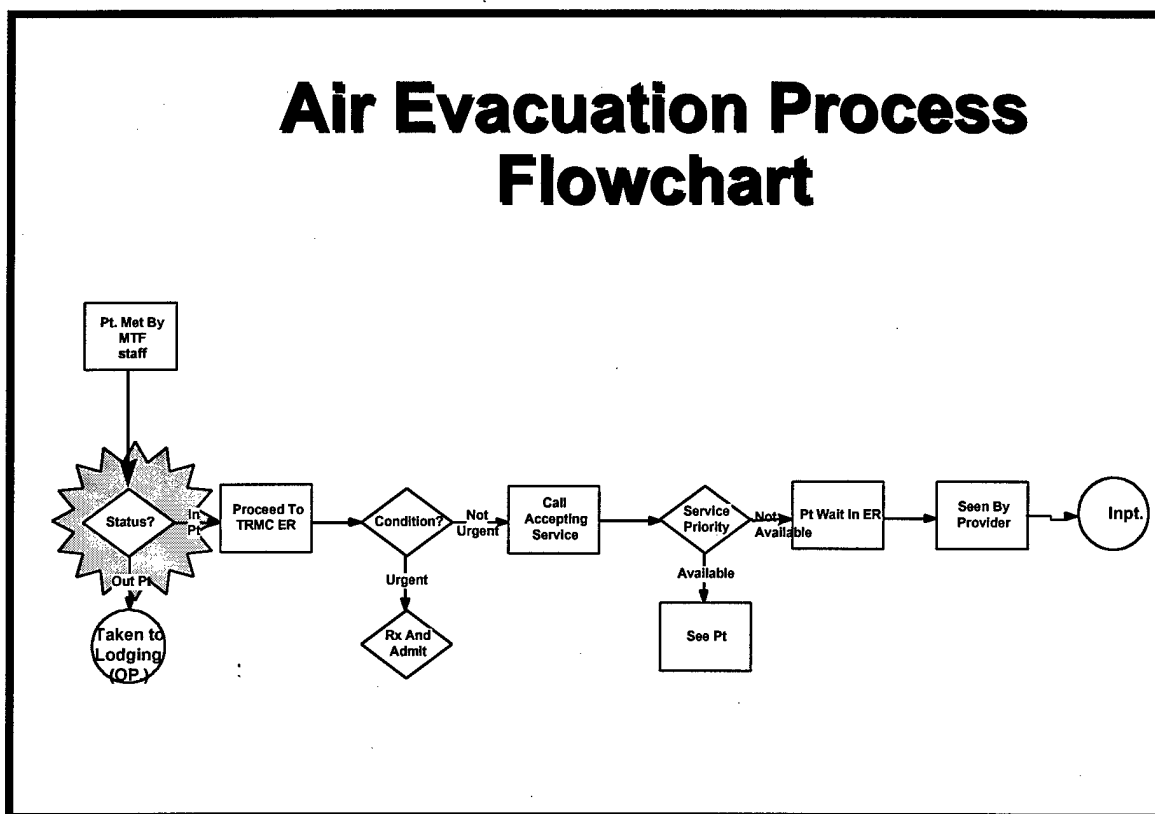 Air Evacuation Process
Flowchart
Pt. Met By
MTF
staff
Status?
In
Pt
Out Pt
Taken to
Lodging
(OP.)
Proceed To
TRMC ER
Condition?
Not
Urgent
Urgent
Rx And
Admit
Call
Accepting
Service
Service
Priority
Not
Available
Available
See Pt
Pt Wait In ER
Seen By
Provider
Inpt.